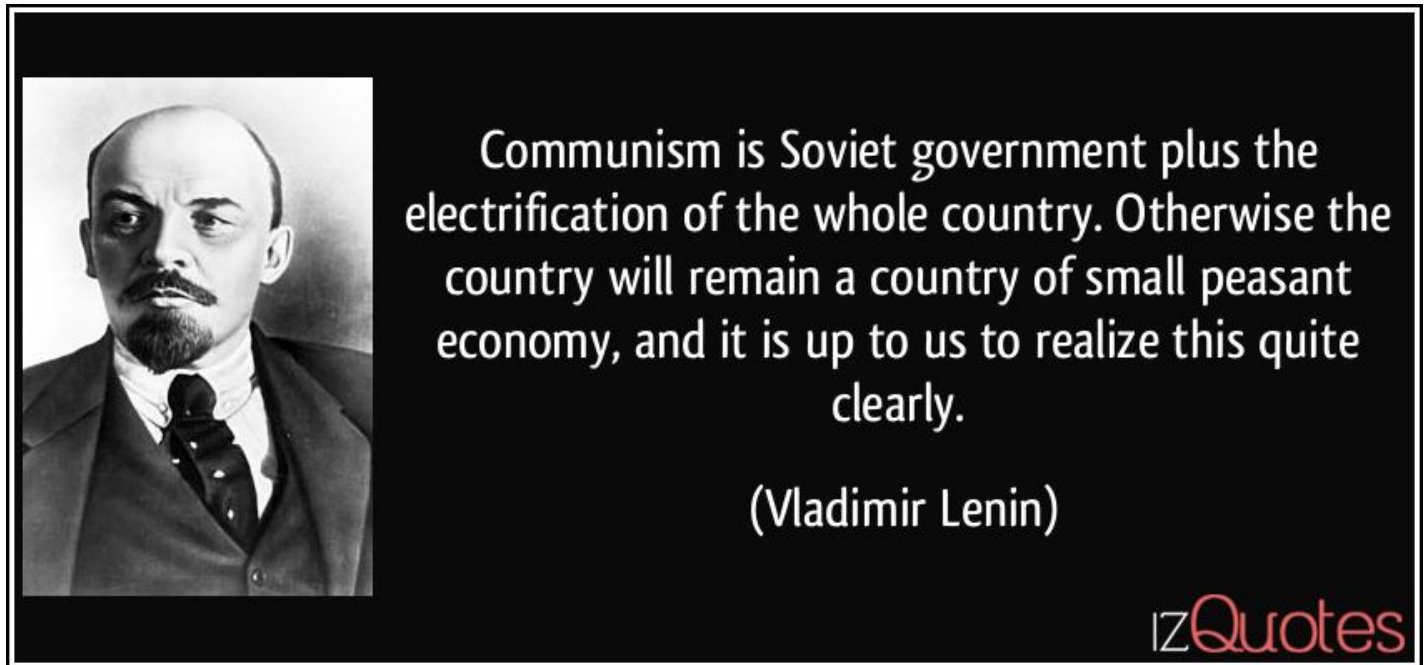 Communism is Soviet government plus the
electrification of the whole country. Otherwise the
country will remain a country of small peasant
economy, and it is up to us to realize this quite
clearly.
(Vladimir Lenin)
IZQuotes